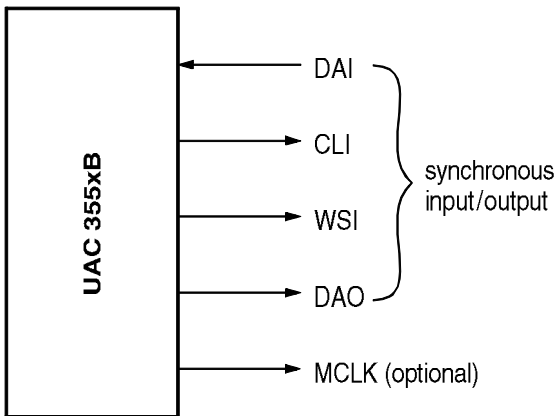 UAC 355xB
DAI
CLI
WSI
DAO
synchronous
input/output
MCLK (optional)